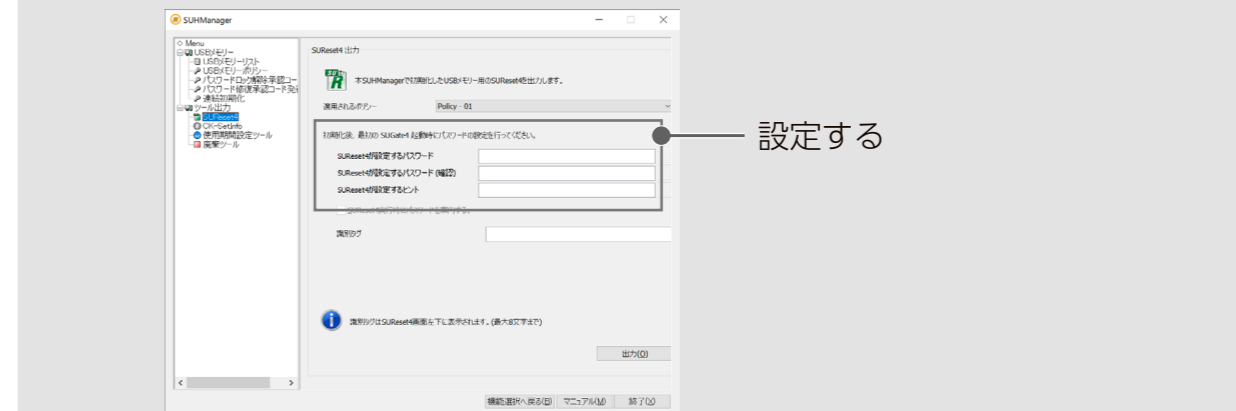 SUHManager
Menu
USBメモリー
USBメモリーリスト
USBメモリーポリシー
パスワードロック解除承認コー
パスワード修復承認コード発行
連続初期化
ツール出力
SUReset4
CK-SetInfo
使用期間設定ツール
廃棄ツール
SUReset4 出力
本SUHManagerで初期化したUSBメモリー用のSUReset4を出力します。
適用されるポリシー
Policy - 01
初期化後、最初の SUGate4 起動時にパスワードの設定を行ってください。
SUReset4が設定するパスワード
SUReset4が設定するパスワード (確認)
SUReset4が設定するヒント
識別タグ
識別タグはSUReset4画面左下に表示されます。(最大8文字まで)
出力(O)
機能選択へ戻る(B)
マニュアル(M)
終了(X)
設定する